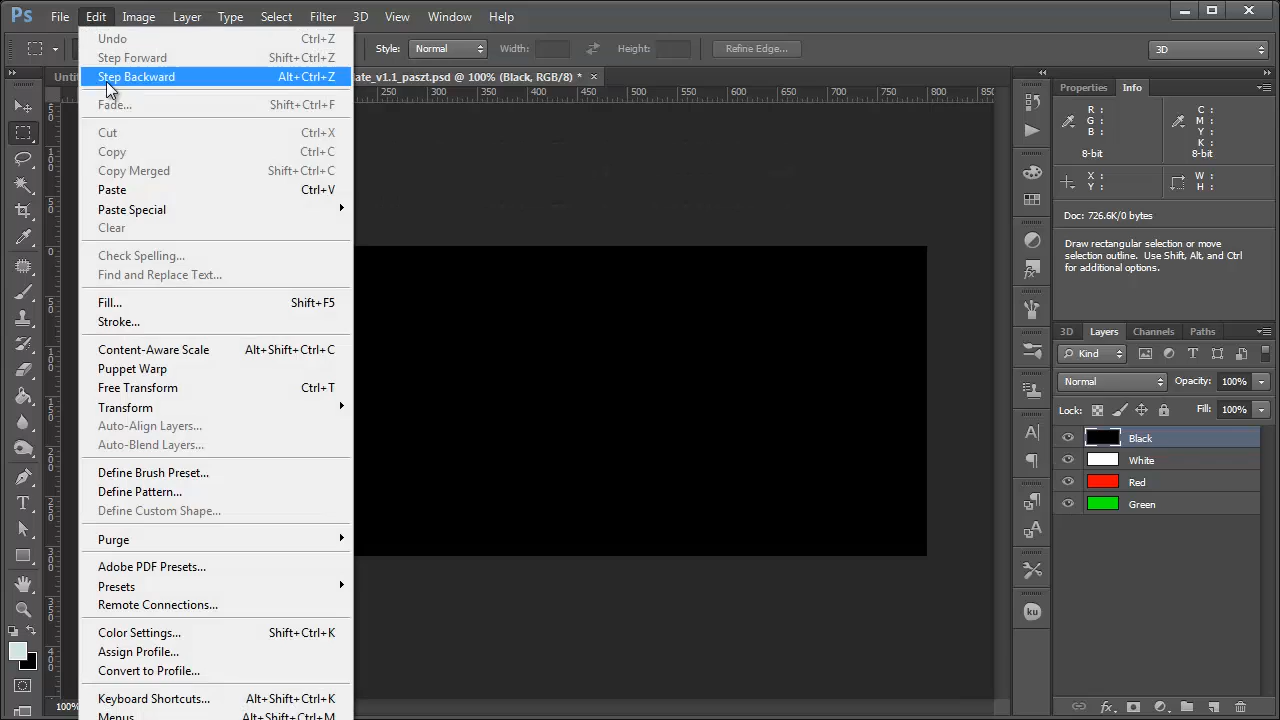 Ps File Edit Image Layer Type Select Filter 3D View Window Help
Style: Normal Width: Height: Refine Edge... 3D
ate_v1.1_paszt.psd @ 100% (Black, RGB/8) *
Undo Ctrl+Z
Step Forward Shift+Ctrl+Z
Step Backward Alt+Ctrl+Z
Fade... Shift+Ctrl+F
Cut Ctrl+X
Copy Ctrl+C
Copy Merged Shift+Ctrl+C
Paste Ctrl+V
Paste Special
Clear
Check Spelling...
Find and Replace Text...
Fill... Shift+F5
Stroke...
Content-Aware Scale Alt+Shift+Ctrl+C
Puppet Warp
Free Transform Ctrl+T
Transform
Auto-Align Layers...
Auto-Blend Layers...
Define Brush Preset...
Define Pattern...
Define Custom Shape...
Purge
Adobe PDF Presets...
Presets
Remote Connections...
Color Settings... Shift+Ctrl+K
Assign Profile...
Convert to Profile...
Keyboard Shortcuts... Alt+Shift+Ctrl+K
Menus Alt+Shift+Ctrl+M
250 300 350 400 450 500 550 600 650 700 750 800 850
100%
Properties Info
R : C :
G : M :
B : Y :
K :
8-bit 8-bit
X : W :
Y : H :
Doc: 726.6K/0 bytes
Draw rectangular selection or move
selection outline. Use Shift, Alt, and Ctrl
for additional options.
3D Layers Channels Paths
Kind
Normal Opacity: 100%
Lock: Fill: 100%
Black
White
Red
Green
ku